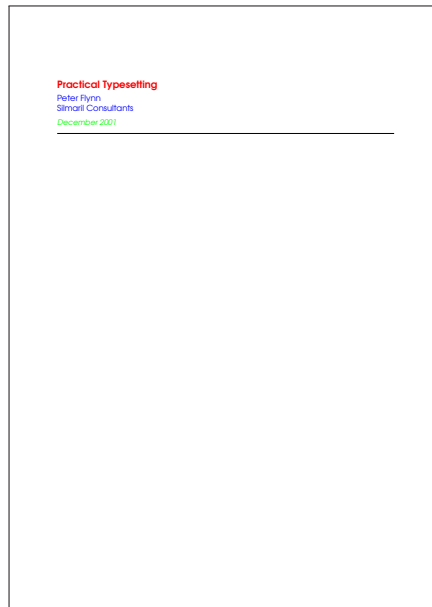 Practical Typesetting
Peter Flynn
Silmaril Consultants
December 2001